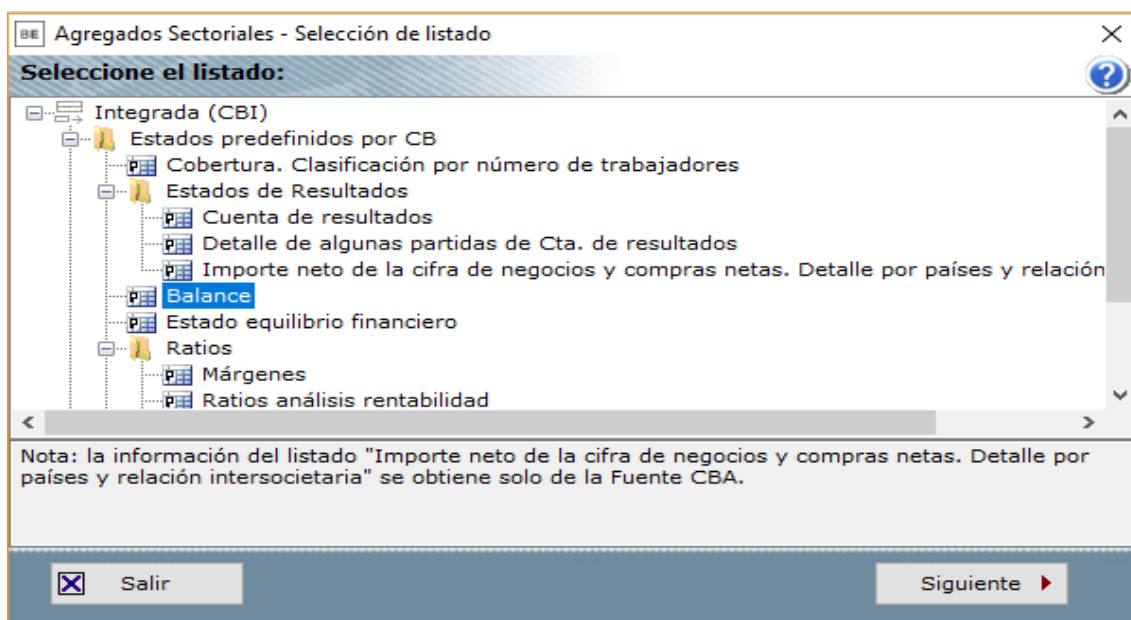 BE Agregados Sectoriales - Selección de listado
Seleccione el listado:
Integrada (CBI)
Estados predefinidos por CB
Cobertura. Clasificación por número de trabajadores
Estados de Resultados
Cuenta de resultados
Detalle de algunas partidas de Cta. de resultados
Importe neto de la cifra de negocios y compras netas. Detalle por países y relación
Balance
Estado equilibrio financiero
Ratios
Márgenes
Ratios análisis rentabilidad
Nota: la información del listado "Importe neto de la cifra de negocios y compras netas. Detalle por
países y relación intersocietaria" se obtiene solo de la Fuente CBA.
Salir
Siguiente